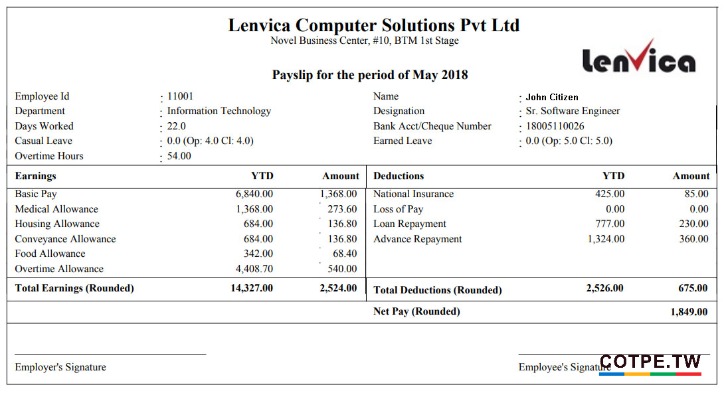 Lenvica Computer Solutions Pvt Ltd
Novel Business Center, #10, BTM 1st Stage
Lenvica
Payslip for the period of May 2018
Employee Id : 11001 Name : John Citizen
Department : Information Technology Designation : Sr. Software Engineer
Days Worked : 22.0 Bank Acct/Cheque Number : 18005110026
Casual Leave : 0.0 (Op: 4.0 Cl: 4.0) Earned Leave : 0.0 (Op: 5.0 Cl: 5.0)
Overtime Hours : 54.00
Earnings YTD Amount Deductions YTD Amount
Basic Pay 6,840.00 1,368.00 National Insurance 425.00 85.00
Medical Allowance 1,368.00 273.60 Loss of Pay 0.00 0.00
Housing Allowance 684.00 136.80 Loan Repayment 777.00 230.00
Conveyance Allowance 684.00 136.80 Advance Repayment 1,324.00 360.00
Food Allowance 342.00 68.40
Overtime Allowance 4,408.70 540.00
Total Earnings (Rounded) 14,327.00 2,524.00 Total Deductions (Rounded) 2,526.00 675.00
Net Pay (Rounded) 1,849.00
Employer's Signature Employee's Signature
COTPE.TW